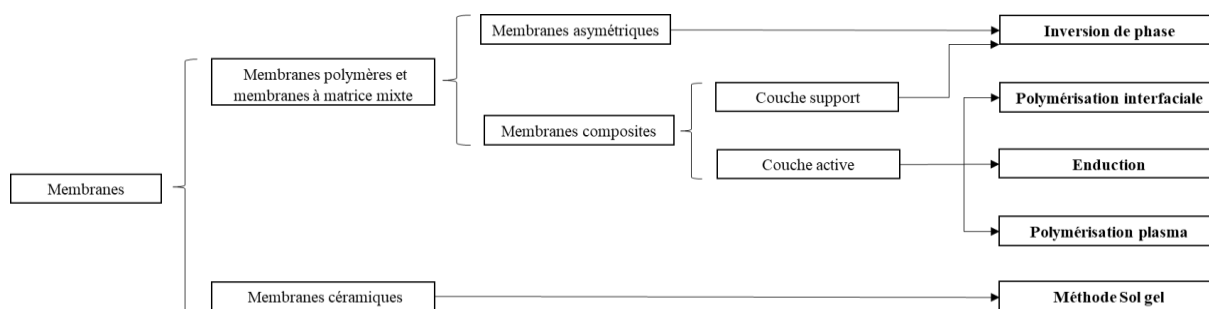 Membranes asymétriques
Inversion de phase
Membranes polymères et
membranes à matrice mixte
Couche support
Polymérisation interfaciale
Membranes composites
Couche active
Enduction
Membranes
Polymérisation plasma
Membranes céramiques
Méthode Sol gel